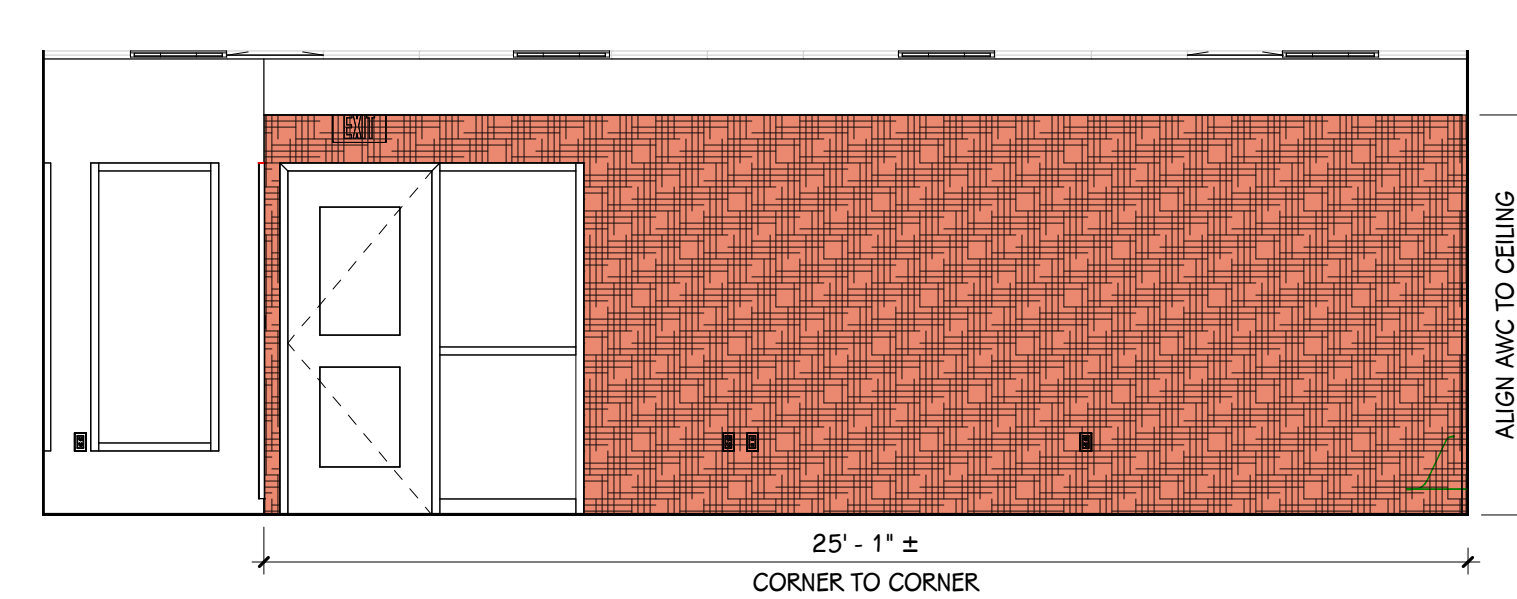 EXIT
25' - 1" ±
CORNER TO CORNER
ALIGN AWC TO CEILING